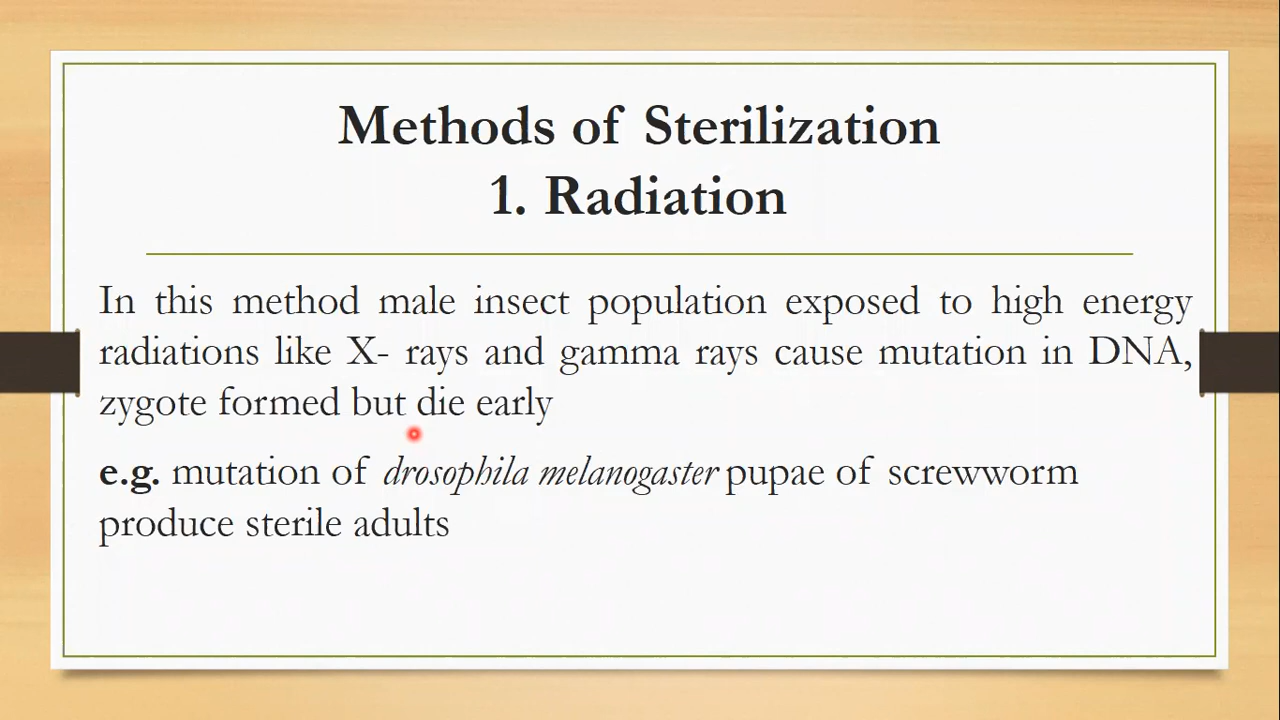 Methods of Sterilization
1. Radiation
In this method male insect population exposed to high energy
radiations like X- rays and gamma rays cause mutation in DNA,
zygote formed but die early
e.g. mutation of drosophila melanogaster pupae of screwworm
produce sterile adults